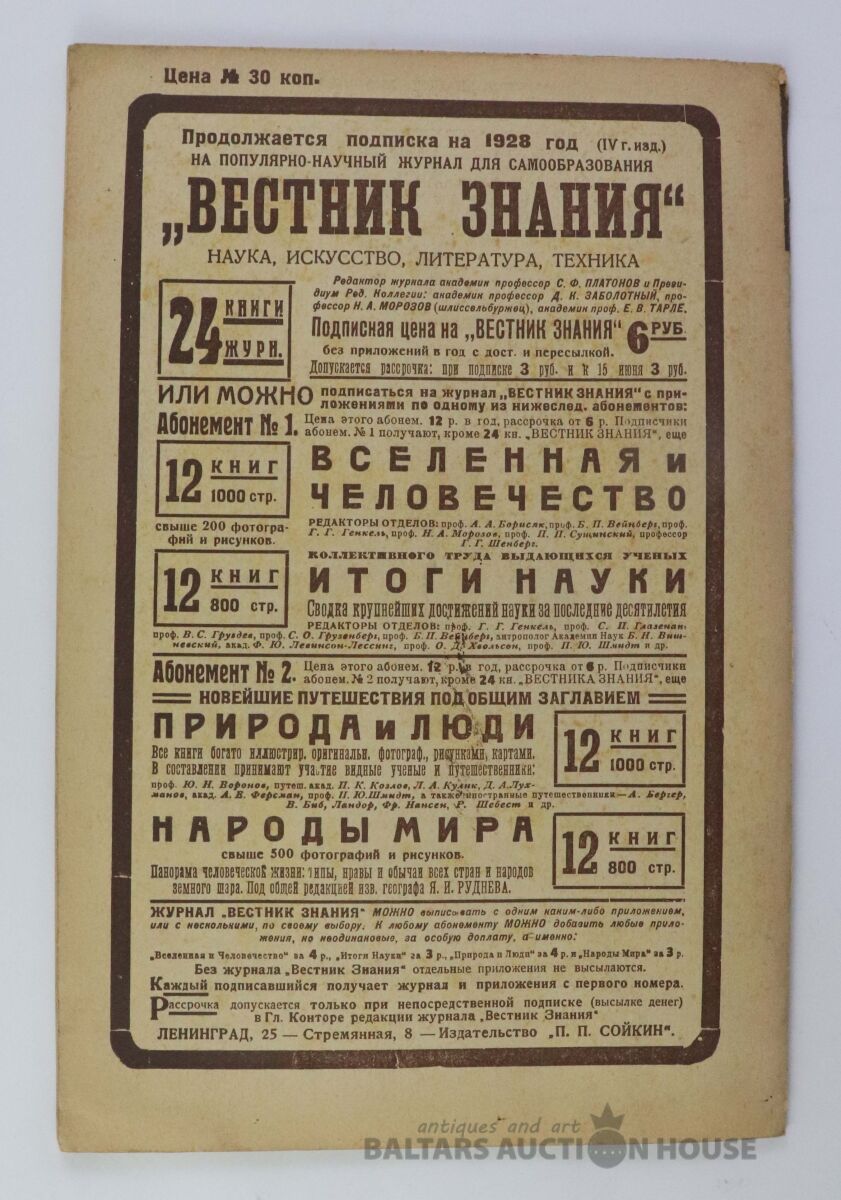 Цена № 30 коп.
Продолжается подписка на 1928 год (IV г. изд.)
НА ПОПУЛЯРНО-НАУЧНЫЙ ЖУРНАЛ ДЛЯ САМООБРАЗОВАНИЯ
„ВЕСТНИК ЗНАНИЯ“
НАУКА, ИСКУССТВО, ЛИТЕРАТУРА, ТЕХНИКА
24 КНИГИ ЖУРН.
Редактор журнала академик профессор С. Ф. ПЛАТОНОВ и Прези-
диум Ред. Коллегии: академик профессор Д. К. ЗАБОЛОТНЫЙ, про-
фессор Н. А. МОРОЗОВ (шлиссельбуржец), академик проф. Е. В. ТАРЛЕ.
Подписная цена на „ВЕСТНИК ЗНАНИЯ“ 6 РУБ.
без приложений в год с дост. и пересылкой.
Допускается рассрочка: при подписке 3 руб. и к 15 июня 3 руб.
ИЛИ МОЖНО подписаться на журнал „ВЕСТНИК ЗНАНИЯ“ с при-
ложениями по одному из нижеслед. абонементов:
Абонемент № 1. Цена этого абонем. 12 р. в год, рассрочка от 6 р. Подписчики
абонем. № 1 получают, кроме 24 кн. „ВЕСТНИК ЗНАНИЯ“, еще
12 КНИГ 1000 стр.
свыше 200 фотогра-
фий и рисунков.
ВСЕЛЕННАЯ и
ЧЕЛОВЕЧЕСТВО
РЕДАКТОРЫ ОТДЕЛОВ: проф. А. А. Борисяк, проф. Б. П. Вейнберг, проф.
Г. Г. Генкель, проф. Н. А. Морозов, проф. П. П. Сущинский, профессор
Г. Г. Шенберг.
КОЛЛЕКТИВНОГО ТРУДА ВЫДАЮЩИХСЯ УЧЕНЫХ
12 КНИГ 800 стр.
ИТОГИ НАУКИ
Сводка крупнейших достижений науки за последние десятилетия
РЕДАКТОРЫ ОТДЕЛОВ: проф. Г. Г. Генкель, проф. С. П. Глазенап,
проф. В. С. Груздев, проф. С. О. Грузенберг, проф. Б. П. Вейнберг, антрополог Академии Наук Б. Н. Виш-
невский, акад. Ф. Ю. Левинсон-Лессинг, проф. О. Д. Хвольсон, проф. П. Ю. Шмидт и др.
Абонемент № 2. Цена этого абонем. 12 р. в год, рассрочка от 6 р. Подписчики
абонем. № 2 получают, кроме 24 кн. „ВЕСТНИКА ЗНАНИЯ“, еще
НОВЕЙШИЕ ПУТЕШЕСТВИЯ ПОД ОБЩИМ ЗАГЛАВИЕМ
ПРИРОДА и ЛЮДИ
Все книги богато иллюстрир. оригинальн. фотограф., рисунками, картами.
В составлении принимают участие видные ученые и путешественники:
12 КНИГ 1000 стр.
проф. Ю. Н. Воронов, путеш. акад. П. К. Козлов, Л. А. Кулик, Д. А. Лух-
манов, акад. А. Е. Ферсман, проф. П. Ю. Шмидт, а также иностранные путешественники — А. Бергер,
В. Биб, Ландор, Фр. Нансен, Р. Шебест и др.
НАРОДЫ МИРА
свыше 500 фотографий и рисунков.
Панорама человеческой жизни: типы, нравы и обычаи всех стран и народов
земного шара. Под общей редакцией изв. географа Я. И. РУДНЕВА.
12 КНИГ 800 стр.
ЖУРНАЛ „ВЕСТНИК ЗНАНИЯ“ МОЖНО выписывать с одним каким-либо приложением,
или с несколькими, по своему выбору. К любому абонементу МОЖНО добавить любые прило-
жения, но неодинаковые, за особую доплату, а именно:
„Вселенная и Человечество“ за 4 р., „Итоги Науки“ за 3 р., „Природа и Люди“ за 4 р. и „Народы Мира“ за 3 р.
Без журнала „Вестник Знания“ отдельные приложения не высылаются.
Каждый подписавшийся получает журнал и приложения с первого номера.
Рассрочка допускается только при непосредственной подписке (высылке денег)
в Гл. Конторе редакции журнала „Вестник Знания“
ЛЕНИНГРАД, 25 — Стремянная, 8 — Издательство „П. П. СОЙКИН“.
antiques and art
BALTARS AUCTION HOUSE